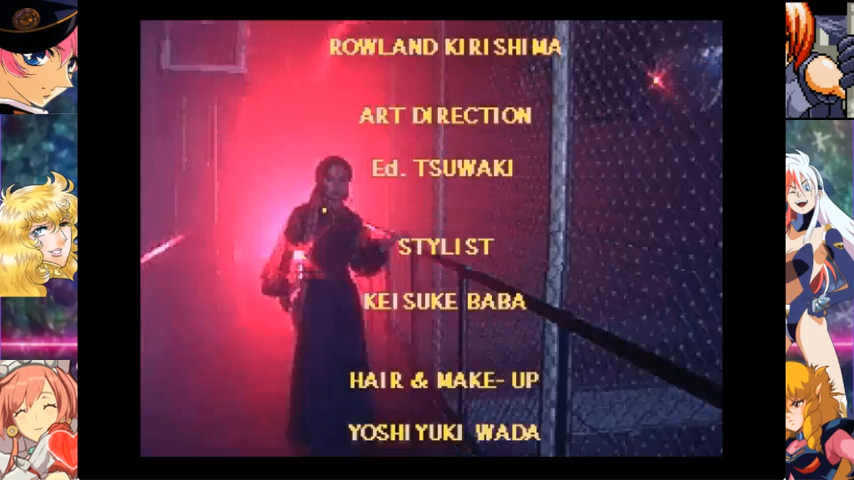 ROWLAND KIRISHIMA
ART DIRECTION
Ed. TSUWAKI
STYLIST
KEISUKE BABA
HAIR & MAKE-UP
YOSHIYUKI WADA